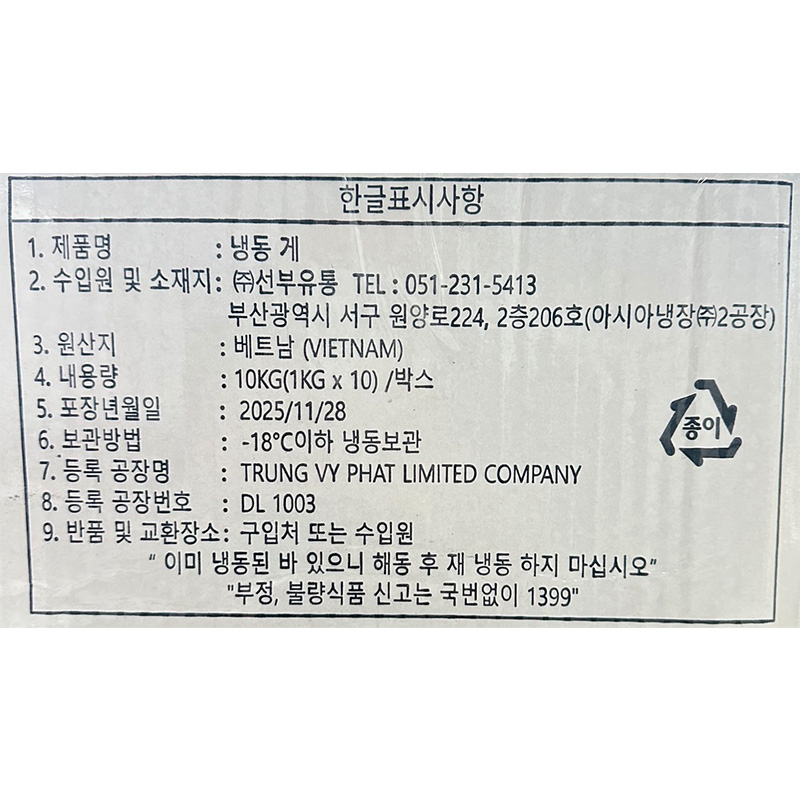 한글표시사항
1. 제품명 : 냉동 게
2. 수입원 및 소재지 : ㈜선부유통 TEL : 051-231-5413
부산광역시 서구 원양로224, 2층206호(아시아냉장㈜2공장)
3. 원산지 : 베트남 (VIETNAM)
4. 내용량 : 10KG(1KG x 10) /박스
5. 포장년월일 : 2025/11/28
6. 보관방법 : -18°C이하 냉동보관
7. 등록 공장명 : TRUNG VY PHAT LIMITED COMPANY
8. 등록 공장번호 : DL 1003
9. 반품 및 교환장소: 구입처 또는 수입원
종이
“ 이미 냉동된 바 있으니 해동 후 재 냉동 하지 마십시오”
"부정, 불량식품 신고는 국번없이 1399"